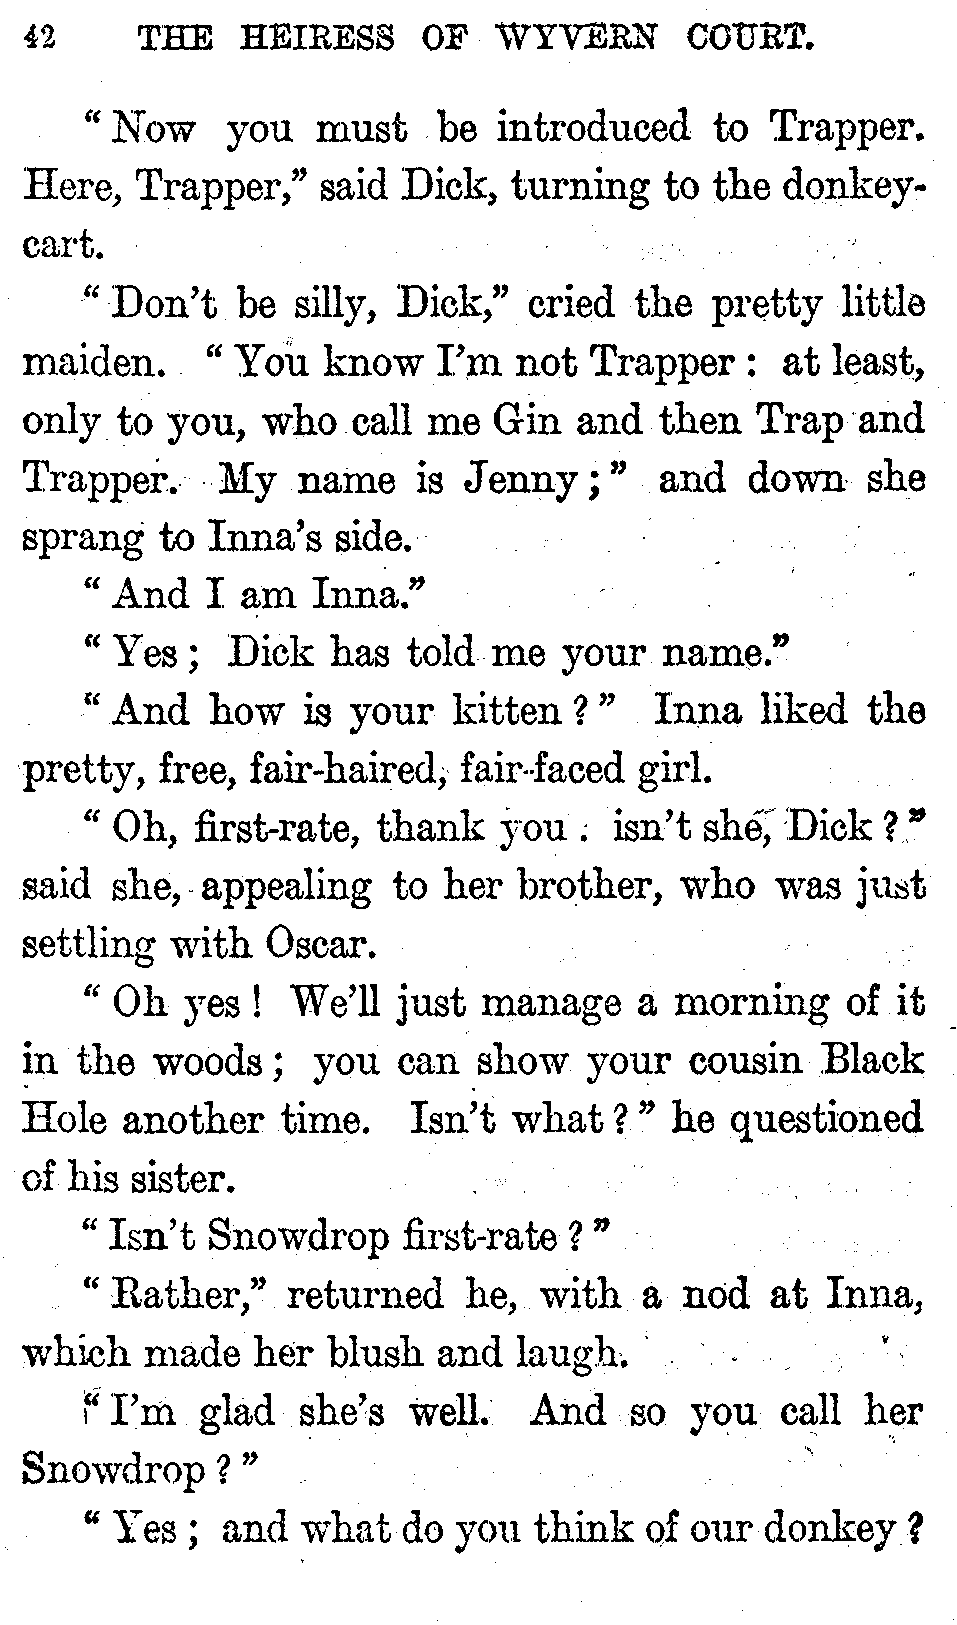 42 THE HEIRESS OF WYVERN COURT.
“Now you must be introduced to Trapper.
Here, Trapper,” said Dick, turning to the donkey-
cart.
“Don’t be silly, Dick,” cried the pretty little
maiden. “You know I’m not Trapper: at least,
only to you, who call me Gin and then Trap and
Trapper. My name is Jenny;” and down she
sprang to Inna’s side.
“And I am Inna.”
“Yes; Dick has told me your name.”
“And how is your kitten?” Inna liked the
pretty, free, fair-haired, fair-faced girl.
“Oh, first-rate, thank you: isn’t she, Dick?”
said she, appealing to her brother, who was just
settling with Oscar.
“Oh yes! We’ll just manage a morning of it
in the woods; you can show your cousin Black
Hole another time. Isn’t what?” he questioned
of his sister.
“Isn’t Snowdrop first-rate?”
“Rather,” returned he, with a nod at Inna,
which made her blush and laugh.
“I’m glad she’s well. And so you call her
Snowdrop?”
“Yes; and what do you think of our donkey?